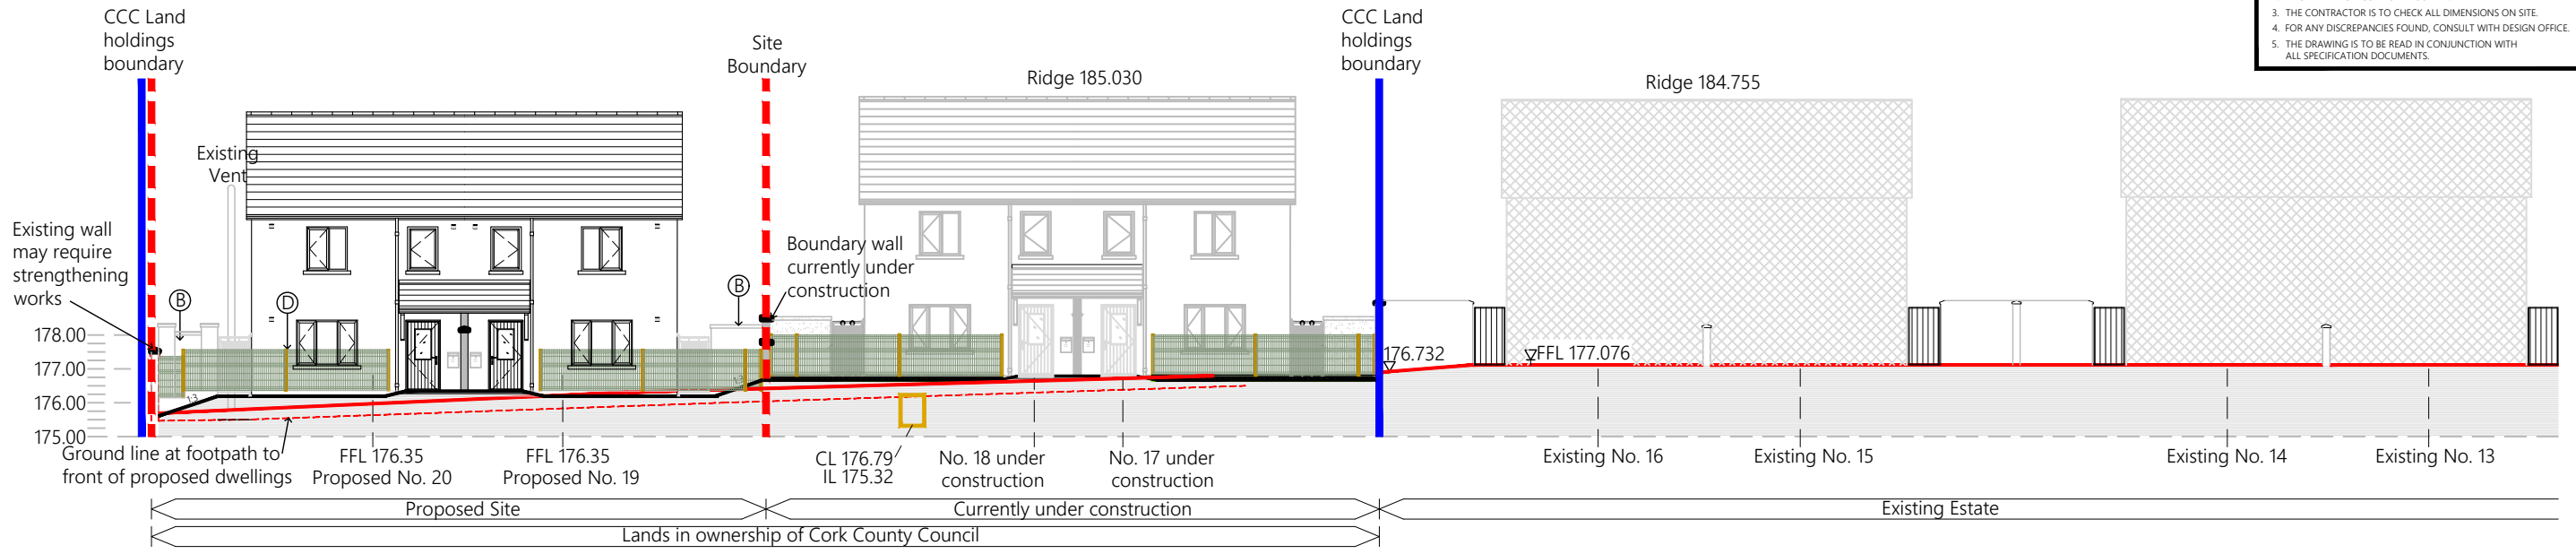 CCC Land
holdings
boundary
Site
Boundary
CCC Land
holdings
boundary
3. THE CONTRACTOR IS TO CHECK ALL DIMENSIONS ON SITE.
4. FOR ANY DISCREPANCIES FOUND, CONSULT WITH DESIGN OFFICE.
5. THE DRAWING IS TO BE READ IN CONJUNCTION WITH
ALL SPECIFICATION DOCUMENTS.
Ridge 185.030
Ridge 184.755
Existing
Vent
Existing wall
may require
strengthening
works
Boundary wall
currently under
construction
B
D
B
178.00
177.00
176.00
175.00
1:3
1:3
176.732
FFL 177.076
Ground line at footpath to
front of proposed dwellings
FFL 176.35
Proposed No. 20
FFL 176.35
Proposed No. 19
CL 176.79
IL 175.32
No. 18 under
construction
No. 17 under
construction
Existing No. 16
Existing No. 15
Existing No. 14
Existing No. 13
Proposed Site
Currently under construction
Existing Estate
Lands in ownership of Cork County Council